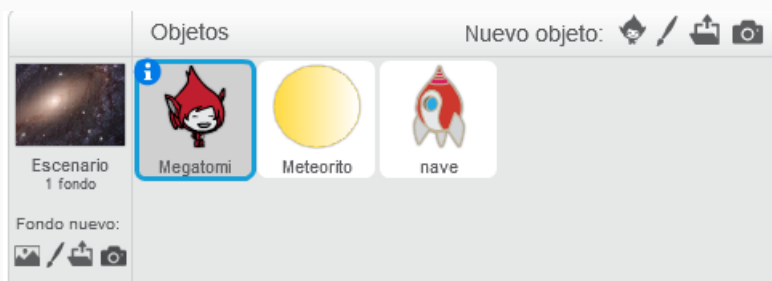 Objetos
Nuevo objeto:
i
Escenario
1 fondo
Megatomi
Meteorito
nave
Fondo nuevo: